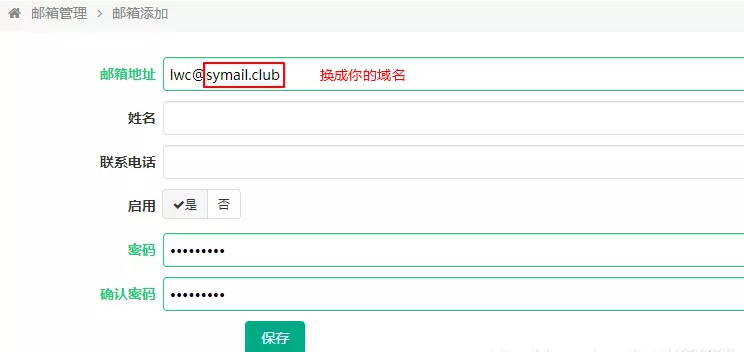 邮箱管理 > 邮箱添加
邮箱地址 lwc@symail.club 换成你的域名
姓名
联系电话
启用 ✔是 否
密码 •••••••••
确认密码 •••••••••
保存